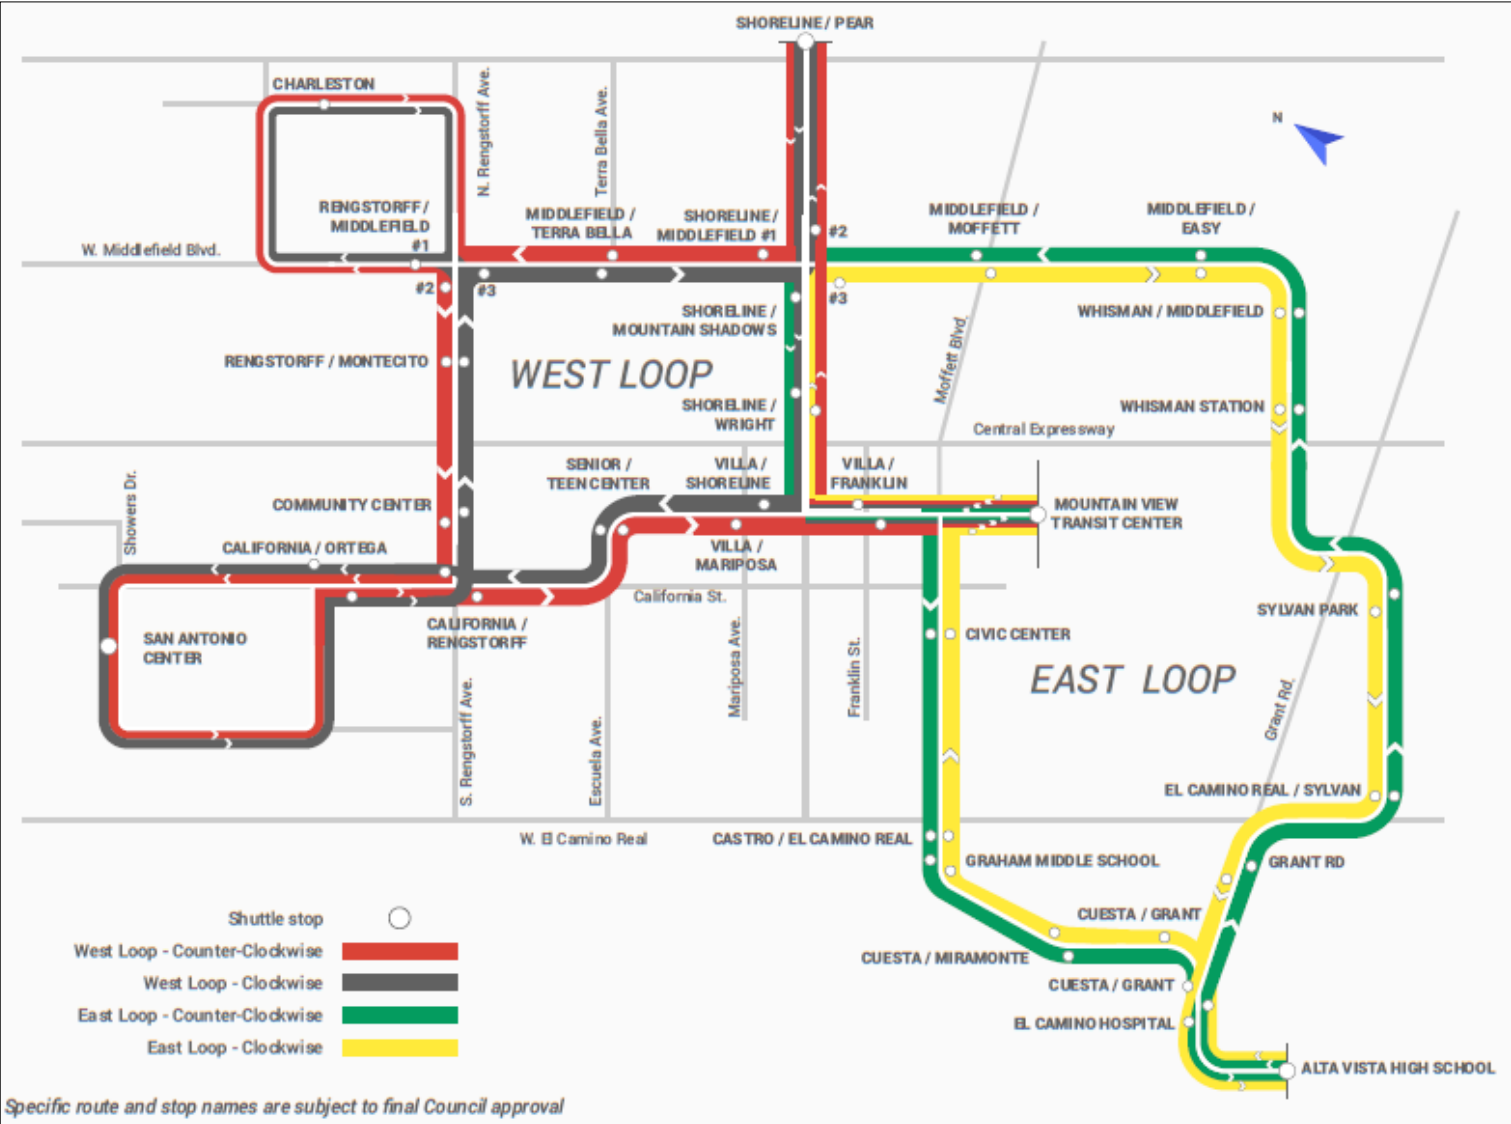 SHORELINE / PEAR
CHARLESTON
N. Rengstorff Ave.
Terra Bella Ave.
N
RENGSTORFF /
MIDDLEFIELD
#1
MIDDLEFIELD /
TERRA BELLA
SHORELINE /
MIDDLEFIELD #1
#2
MIDDLEFIELD /
MOFFETT
MIDDLEFIELD /
EASY
W. Middlefield Blvd.
#2
#3
#3
SHORELINE /
MOUNTAIN SHADOWS
WHISMAN / MIDDLEFIELD
RENGSTORFF / MONTECITO
WEST LOOP
Moffett Blvd.
SHORELINE /
WRIGHT
WHISMAN STATION
Central Expressway
SENIOR /
TEEN CENTER
VILLA /
SHORELINE
VILLA /
FRANKLIN
Showers Dr.
COMMUNITY CENTER
MOUNTAIN VIEW
TRANSIT CENTER
CALIFORNIA / ORTEGA
VILLA /
MARIPOSA
California St.
SAN ANTONIO
CENTER
CALIFORNIA /
RENGSTORFF
Mariposa Ave.
Franklin St.
CIVIC CENTER
SYLVAN PARK
EAST LOOP
Grant Rd.
S. Rengstorff Ave.
Escuela Ave.
EL CAMINO REAL / SYLVAN
W. El Camino Real
CASTRO / EL CAMINO REAL
GRAHAM MIDDLE SCHOOL
GRANT RD
CUESTA / GRANT
CUESTA / MIRAMONTE
CUESTA / GRANT
EL CAMINO HOSPITAL
ALTA VISTA HIGH SCHOOL
Shuttle stop
West Loop - Counter-Clockwise
West Loop - Clockwise
East Loop - Counter-Clockwise
East Loop - Clockwise
Specific route and stop names are subject to final Council approval